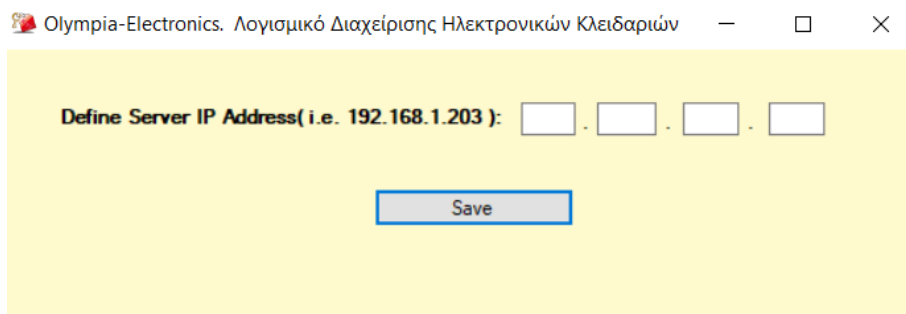 Olympia-Electronics. Λογισμικό Διαχείρισης Ηλεκτρονικών Κλειδαριών
Define Server IP Address( i.e. 192.168.1.203 ): . . .
Save